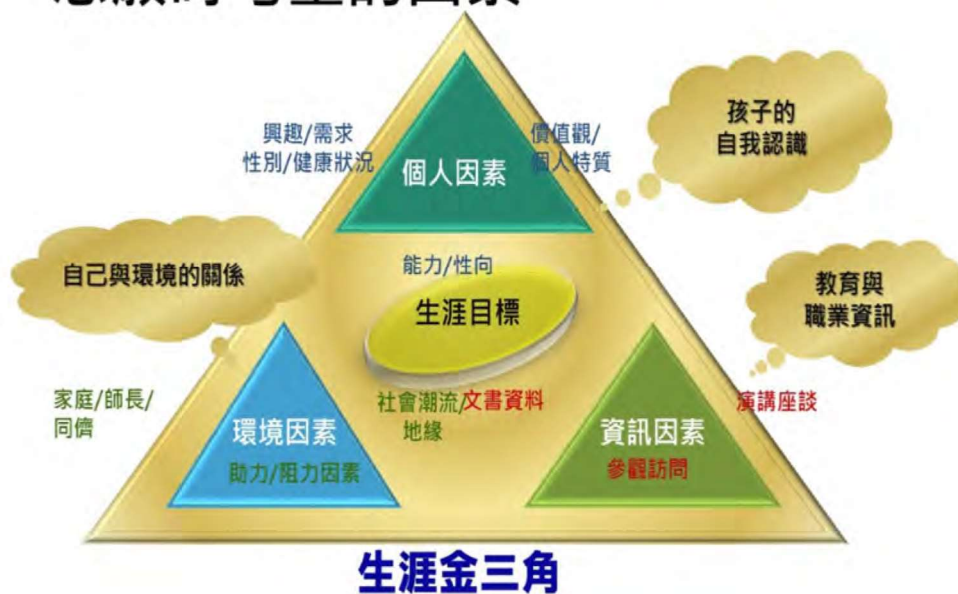 興趣/需求
性別/健康狀況
個人因素
價值觀/
個人特質
孩子的
自我認識
自己與環境的關係
能力/性向
生涯目標
教育與
職業資訊
家庭/師長/
同儕
環境因素
助力/阻力因素
社會潮流/文書資料
地緣
資訊因素
參觀訪問
演講座談
生涯金三角